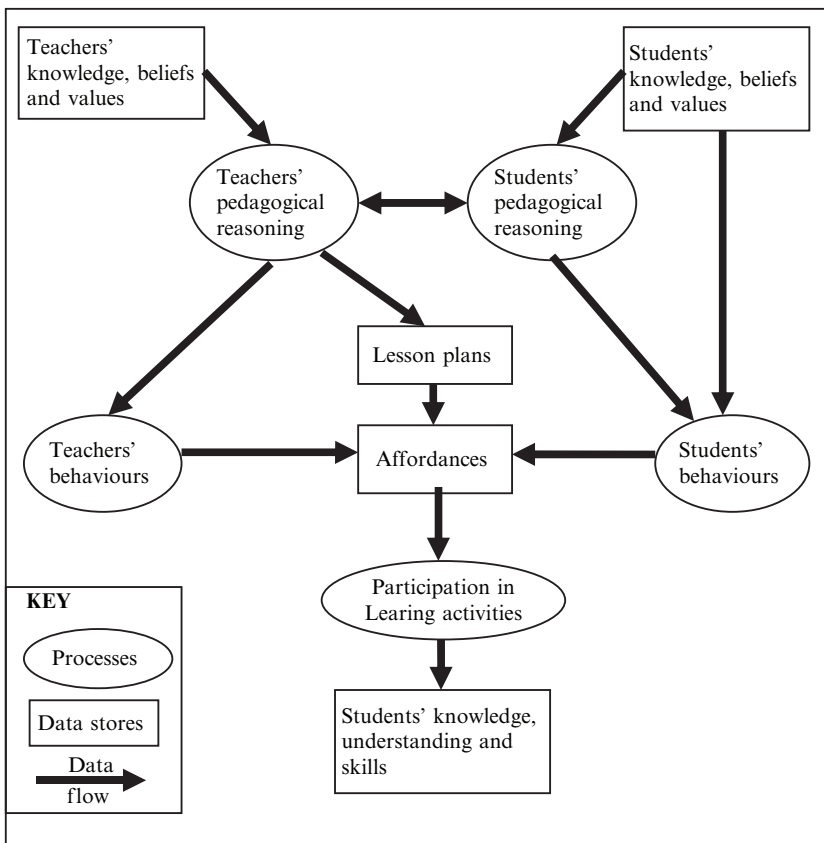 Teachers’
knowledge, beliefs
and values
Students’
knowledge, beliefs
and values
Teachers’
pedagogical
reasoning
Students’
pedagogical
reasoning
Lesson plans
Teachers’
behaviours
Affordances
Students’
behaviours
Participation in
Learing activities
Students’ knowledge,
understanding and
skills
KEY
Processes
Data stores
Data
flow